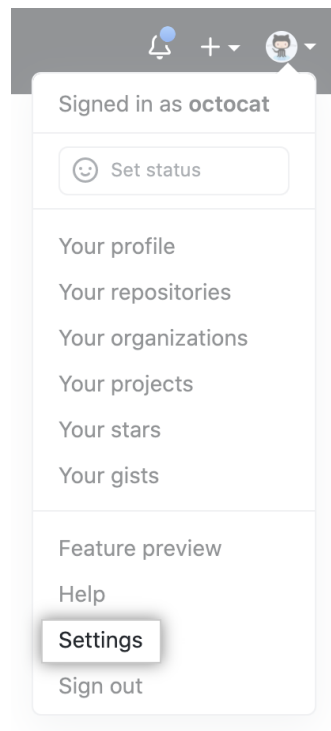 Signed in as octocat
Set status
Your profile
Your repositories
Your organizations
Your projects
Your stars
Your gists
Feature preview
Help
Settings
Sign out